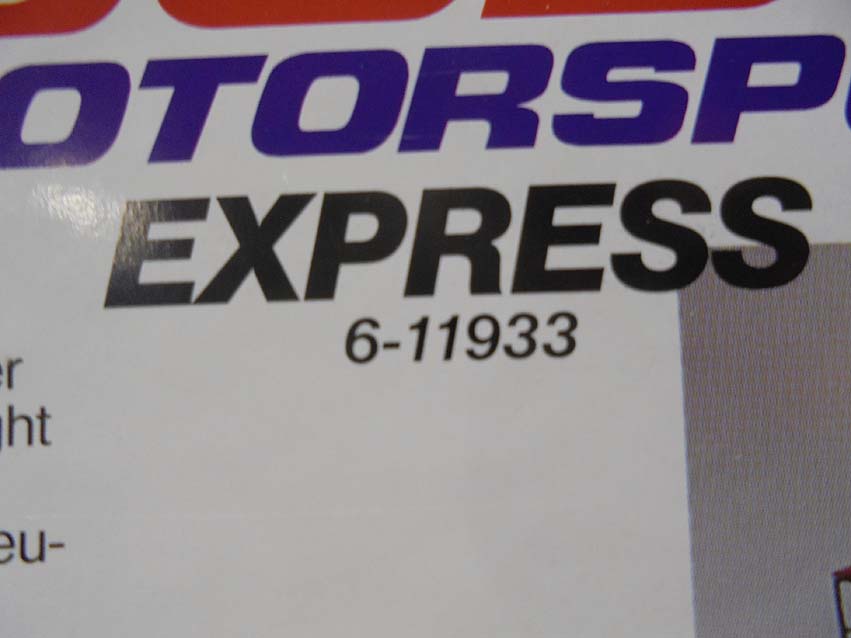 OTORSP
EXPRESS
6-11933
er
ght
eu-